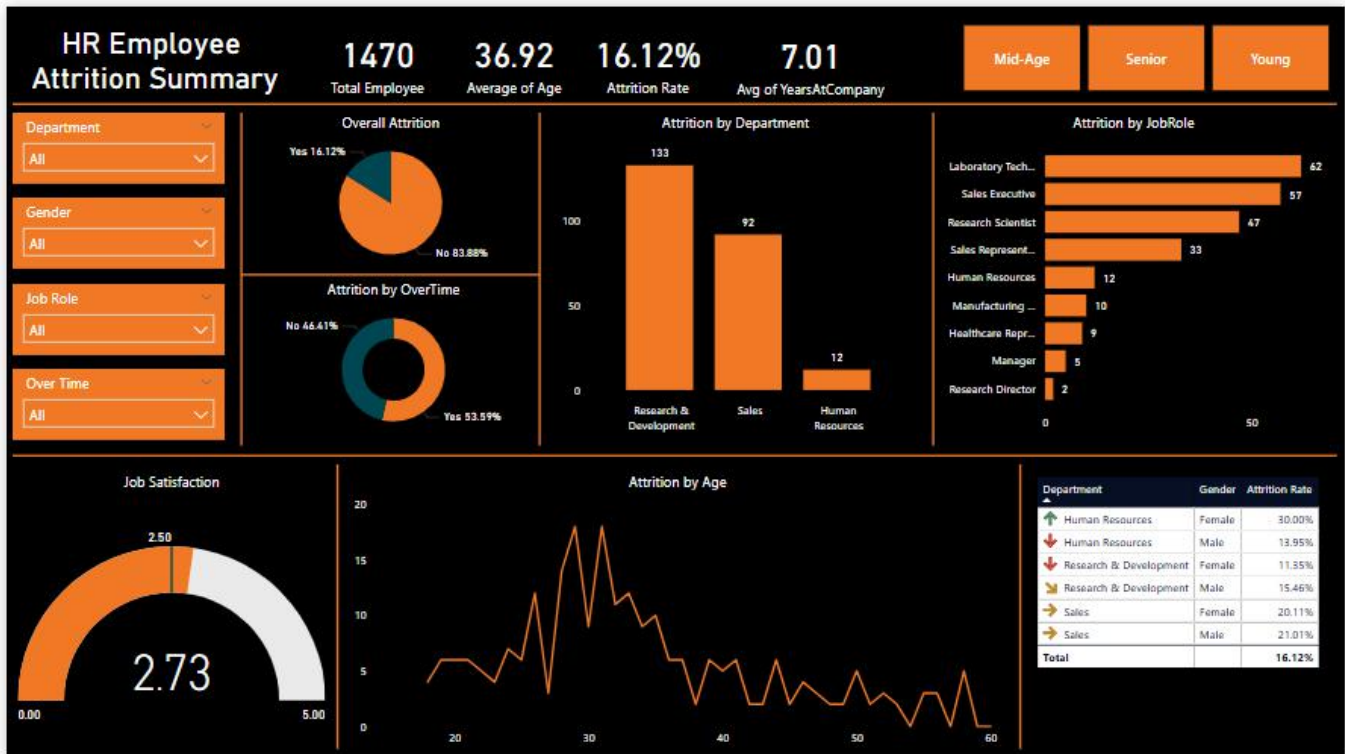 HR Employee
Attrition Summary
1470
Total Employee
36.92
Average of Age
16.12%
Attrition Rate
7.01
Avg of YearsAtCompany
Mid-Age
Senior
Young
Department
All
Gender
All
Job Role
All
Over Time
All
Overall Attrition
Yes 16.12%
No 83.88%
Attrition by OverTime
No 46.41%
Yes 53.59%
Attrition by Department
133
92
12
100
50
0
Research &
Development
Sales
Human
Resources
Attrition by JobRole
Laboratory Tech... 62
Sales Executive 57
Research Scientist 47
Sales Represent... 33
Human Resources 12
Manufacturing ... 10
Healthcare Repr... 9
Manager 5
Research Director 2
0 50
Job Satisfaction
2.50
2.73
0.00 5.00
Attrition by Age
20
15
10
5
0
20 30 40 50 60
Department Gender Attrition Rate
Human Resources Female 30.00%
Human Resources Male 13.95%
Research & Development Female 11.35%
Research & Development Male 15.46%
Sales Female 20.11%
Sales Male 21.01%
Total 16.12%